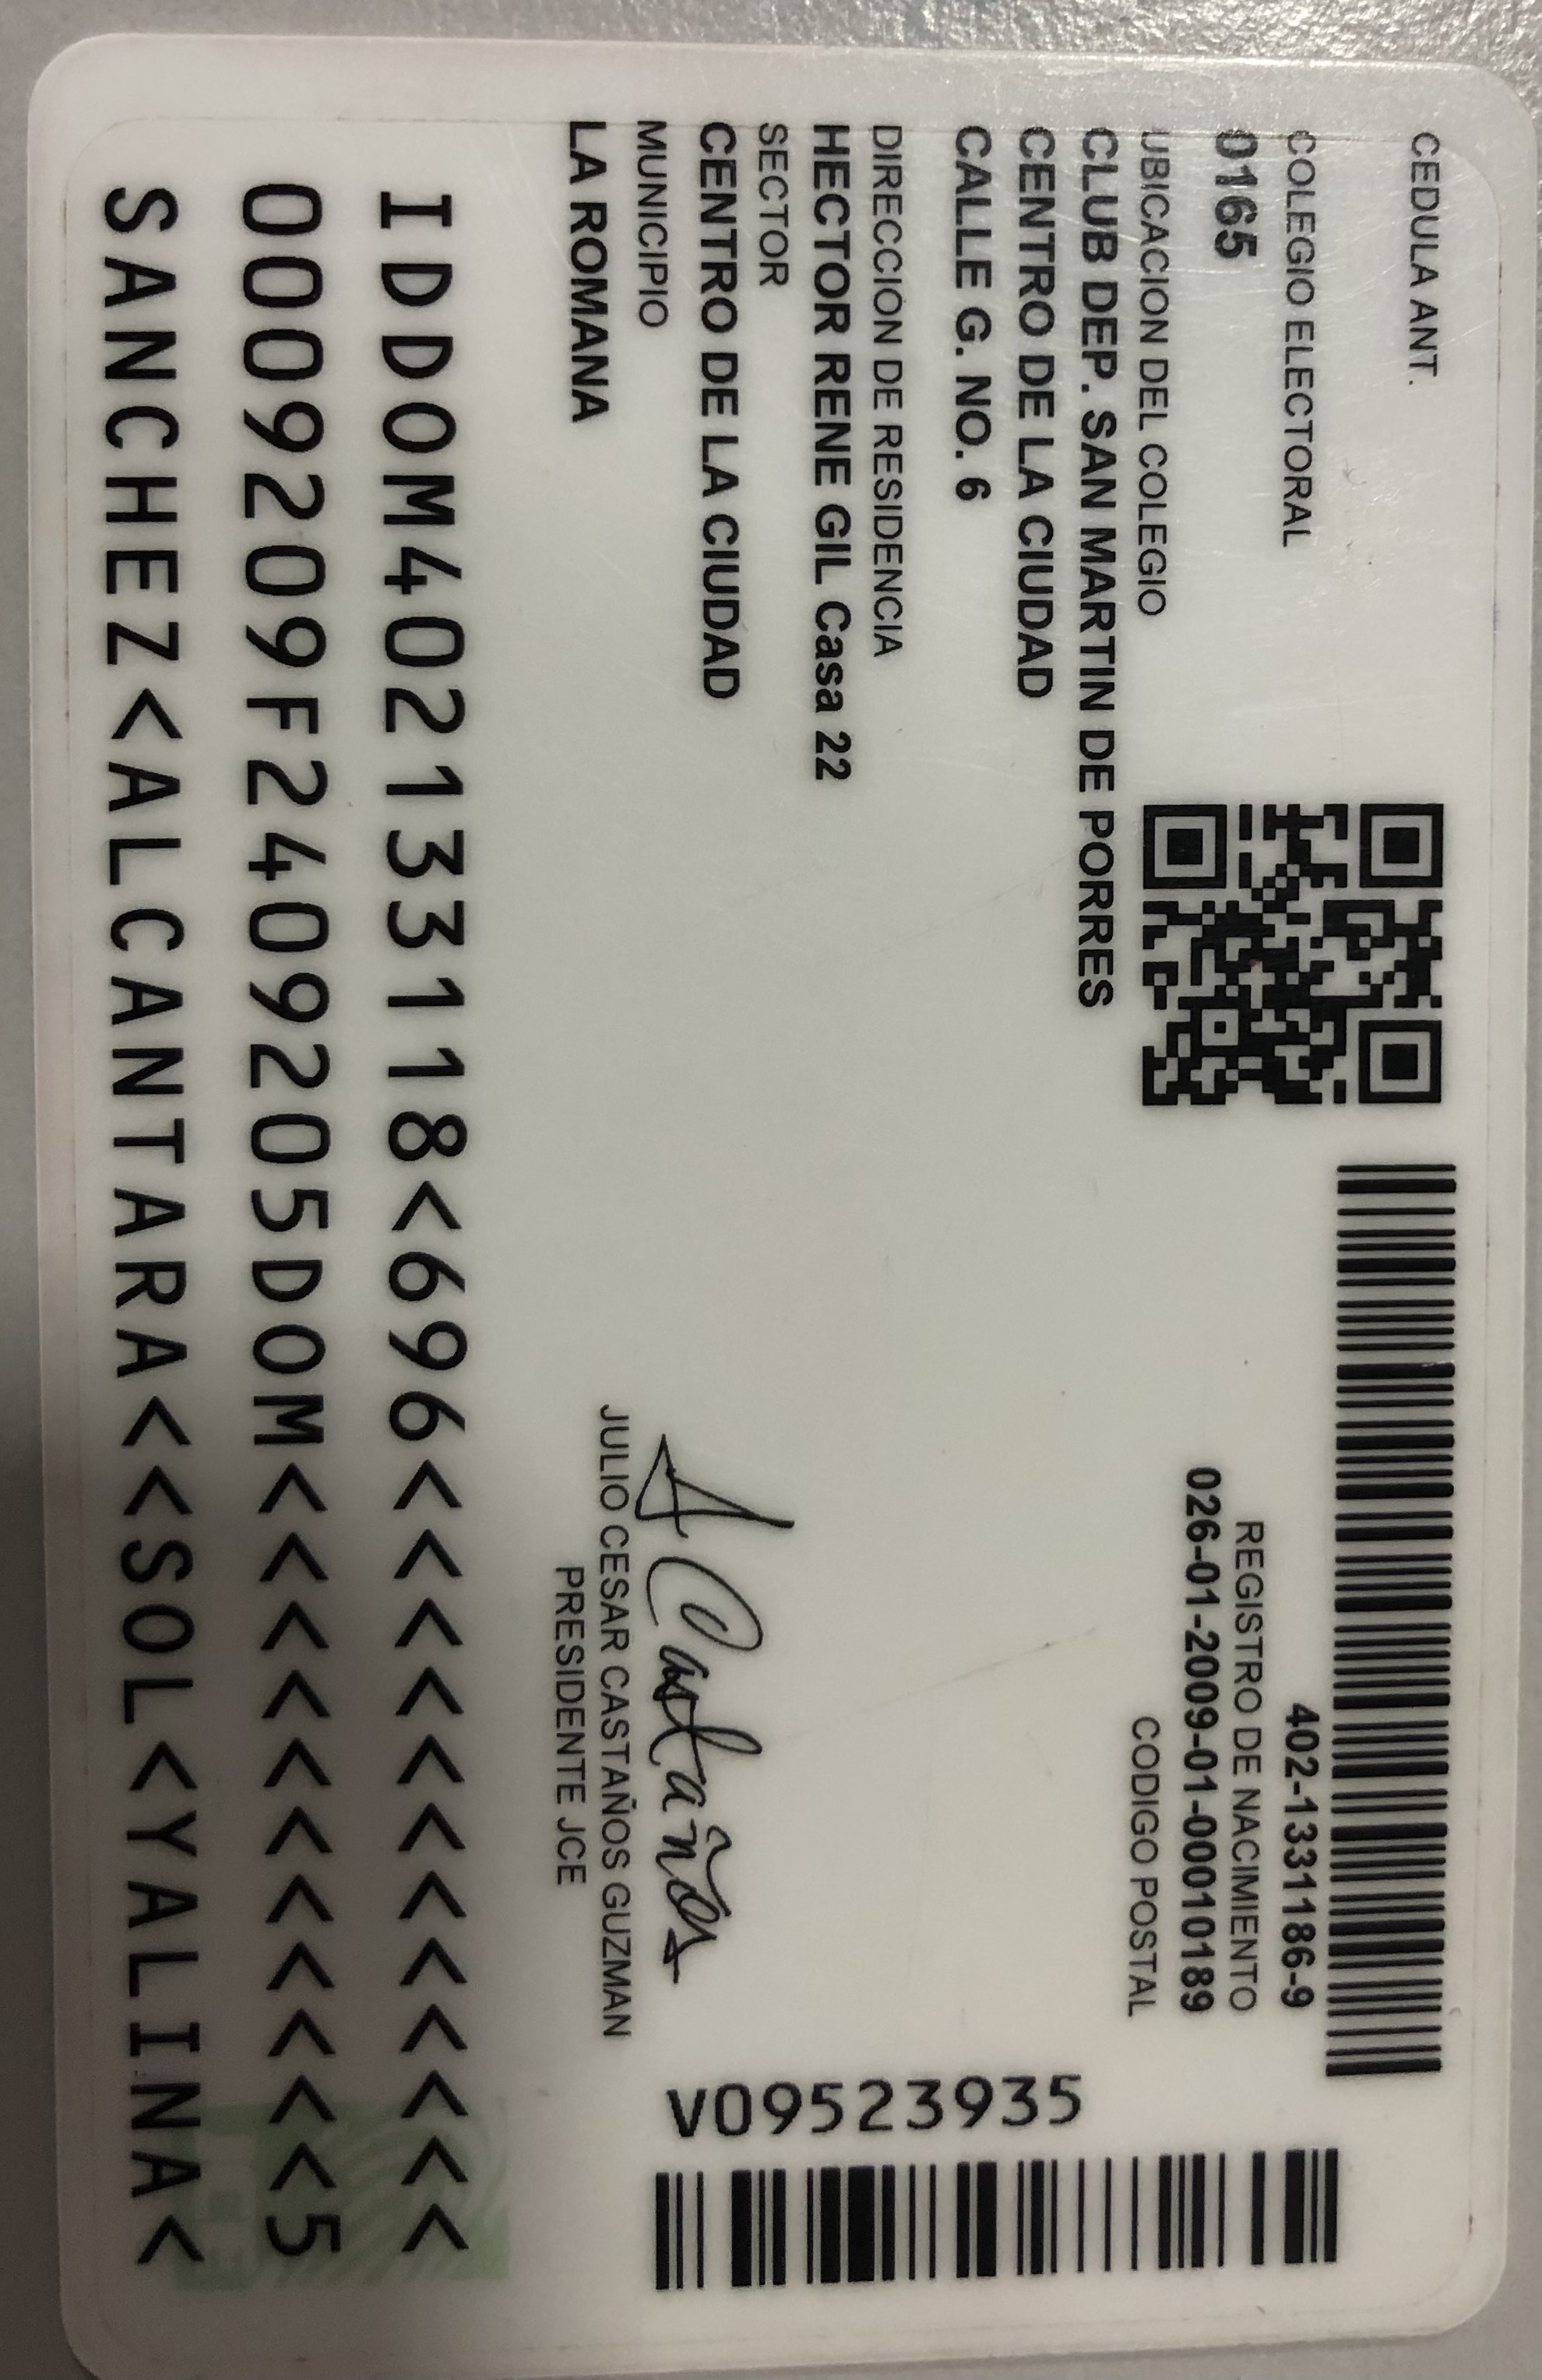 CEDULA ANT.
COLEGIO ELECTORAL
0165
UBICACION DEL COLEGIO
CLUB DEP. SAN MARTIN DE PORRES
CENTRO DE LA CIUDAD
CALLE G. NO. 6
DIRECCION DE RESIDENCIA
HECTOR RENE GIL Casa 22
SECTOR
CENTRO DE LA CIUDAD
MUNICIPIO
LA ROMANA
402-1331186-9
REGISTRO DE NACIMIENTO
026-01-2009-01-00010189
CODIGO POSTAL
V09523935
JULIO CESAR CASTAÑOS GUZMAN
PRESIDENTE JCE
IDDOM402133118<696<<<<<<<<<<<<
0009209F2409205DOM<<<<<<<<<<<5
SANCHEZ<ALCANTARA<<SOL<YALINA<